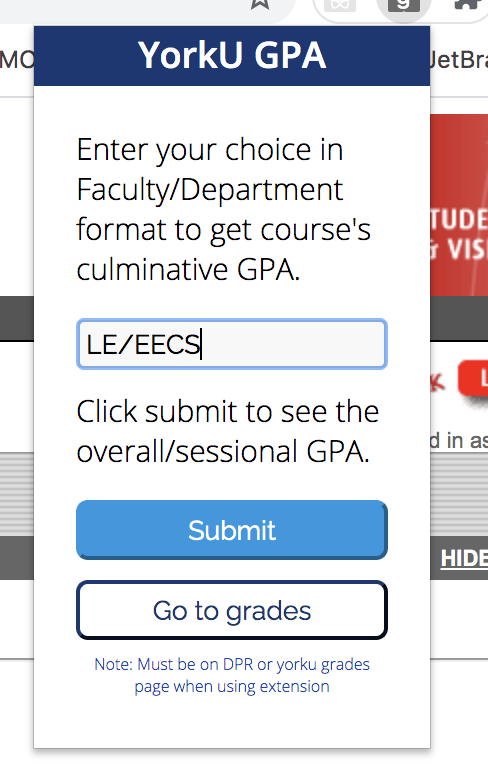 9
MO
YorkU GPA
JetBra
Enter your choice in
Faculty/Department
format to get course's
culminative GPA.
TUDE
& VIS
LE/EECS
L
Click submit to see the
overall/sessional GPA.
d in as
Submit
HIDE
Go to grades
Note: Must be on DPR or yorku grades
page when using extension